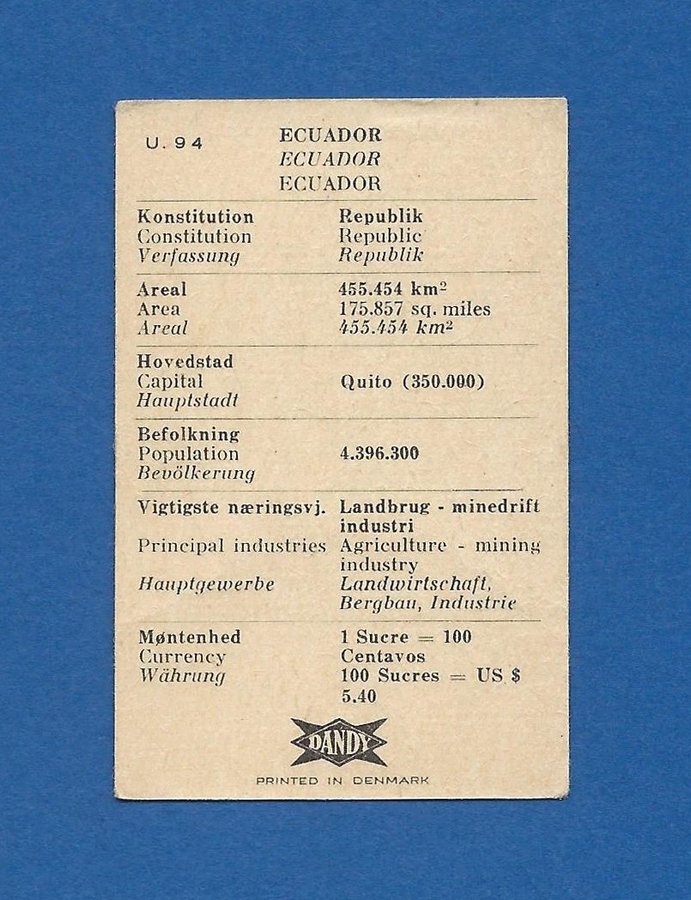 U. 94
ECUADOR
ECUADOR
ECUADOR
Konstitution Republik
Constitution Republic
Verfassung Republik
Areal 455.454 km²
Area 175.857 sq. miles
Areal 455.454 km²
Hovedstad
Capital Quito (350.000)
Hauptstadt
Befolkning
Population 4.396.300
Bevölkerung
Vigtigste næringsvj. Landbrug - minedrift
industri
Principal industries Agriculture - mining
industry
Hauptgewerbe Landwirtschaft,
Bergbau, Industrie
Møntenhed 1 Sucre = 100
Currency Centavos
Währung 100 Sucres = US $
5.40
DANDY
PRINTED IN DENMARK